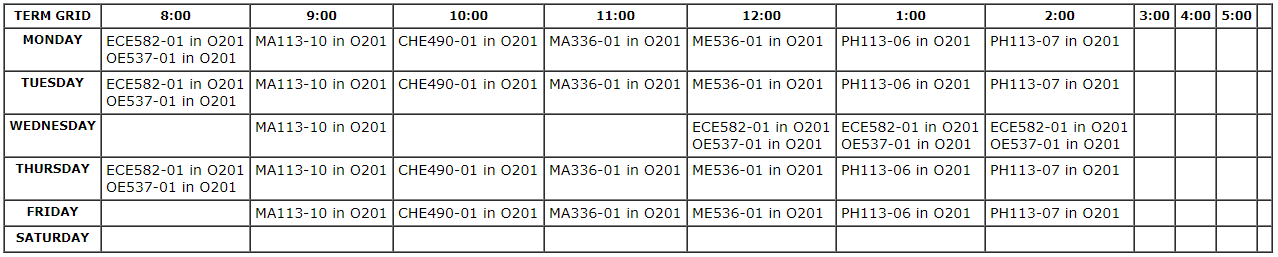 TERM GRID 8:00 9:00 10:00 11:00 12:00 1:00 2:00 3:00 4:00 5:00
MONDAY ECE582-01 in O201 MA113-10 in O201 CHE490-01 in O201 MA336-01 in O201 ME536-01 in O201 PH113-06 in O201 PH113-07 in O201
OE537-01 in O201
TUESDAY ECE582-01 in O201 MA113-10 in O201 CHE490-01 in O201 MA336-01 in O201 ME536-01 in O201 PH113-06 in O201 PH113-07 in O201
OE537-01 in O201
WEDNESDAY MA113-10 in O201 ECE582-01 in O201 ECE582-01 in O201 ECE582-01 in O201
OE537-01 in O201 OE537-01 in O201 OE537-01 in O201
THURSDAY ECE582-01 in O201 MA113-10 in O201 CHE490-01 in O201 MA336-01 in O201 ME536-01 in O201 PH113-06 in O201 PH113-07 in O201
OE537-01 in O201
FRIDAY MA113-10 in O201 CHE490-01 in O201 MA336-01 in O201 ME536-01 in O201 PH113-06 in O201 PH113-07 in O201
SATURDAY